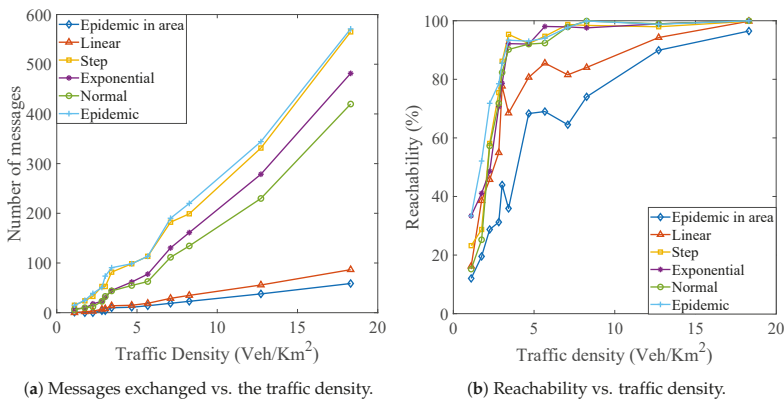 600
500
400
300
200
100
0
Number of messages
Epidemic in area
Linear
Step
Exponential
Normal
Epidemic
0 5 10 15 20
Traffic Density (Veh/Km²)
(a) Messages exchanged vs. the traffic density.
100
80
60
40
20
0
Reachability (%)
Epidemic in area
Linear
Step
Exponential
Normal
Epidemic
0 5 10 15 20
Traffic density (Veh/Km²)
(b) Reachability vs. traffic density.